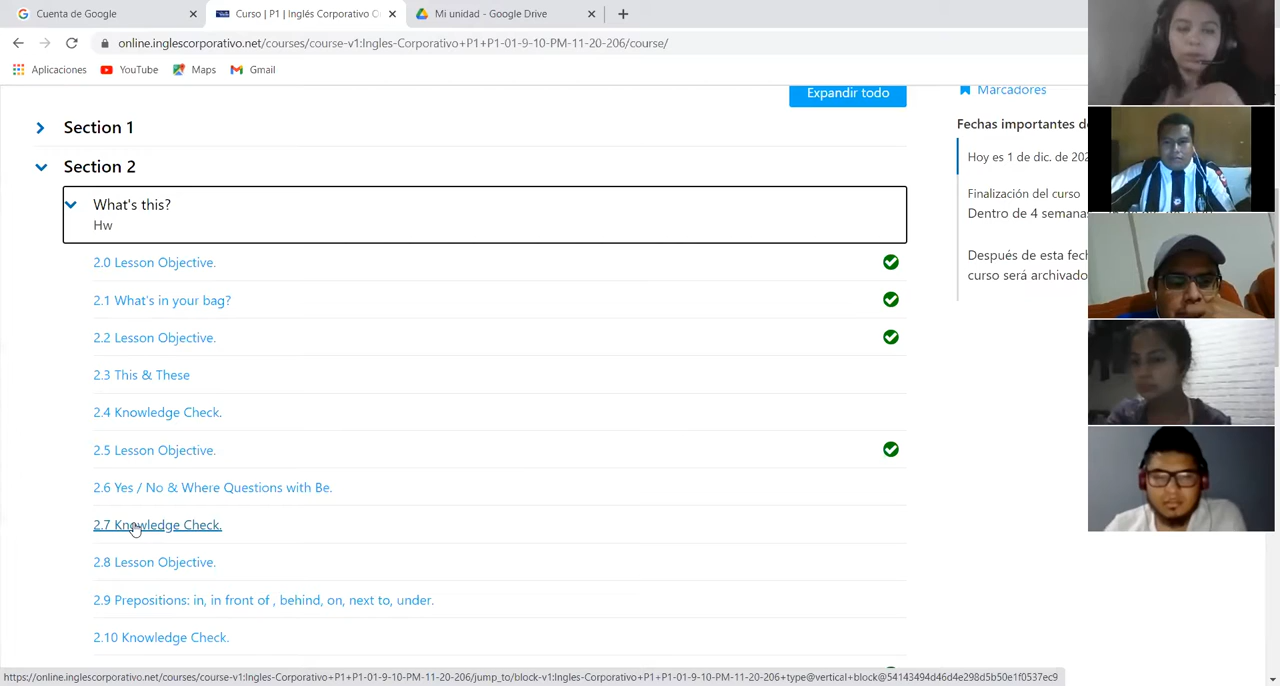 Cuenta de Google
Curso | P1 | Inglés Corporativo
Mi unidad - Google Drive
online.inglescorporativo.net/courses/course-v1:Ingles-Corporativo+P1+P1-01-9-10-PM-11-20-206/course/
Aplicaciones YouTube Maps Gmail
Expandir todo
Section 1
Section 2
What's this?
Hw
2.0 Lesson Objective.
2.1 What's in your bag?
2.2 Lesson Objective.
2.3 This & These
2.4 Knowledge Check.
2.5 Lesson Objective.
2.6 Yes / No & Where Questions with Be.
2.7 Knowledge Check.
2.8 Lesson Objective.
2.9 Prepositions: in, in front of , behind, on, next to, under.
2.10 Knowledge Check.
Marcadores
Fechas importantes
Hoy es 1 de dic. de
Finalización del curso
Dentro de 4 semanas
Después de esta
curso será archivado
https://online.inglescorporativo.net/courses/course-v1:Ingles-Corporativo+P1+P1-01-9-10-PM-11-20-206/jump_to/block-v1:Ingles-Corporativo+P1+P1-01-9-10-PM-11-20-206+type@vertical+block@54143494d46d4e298d5b50e1f0537ec9